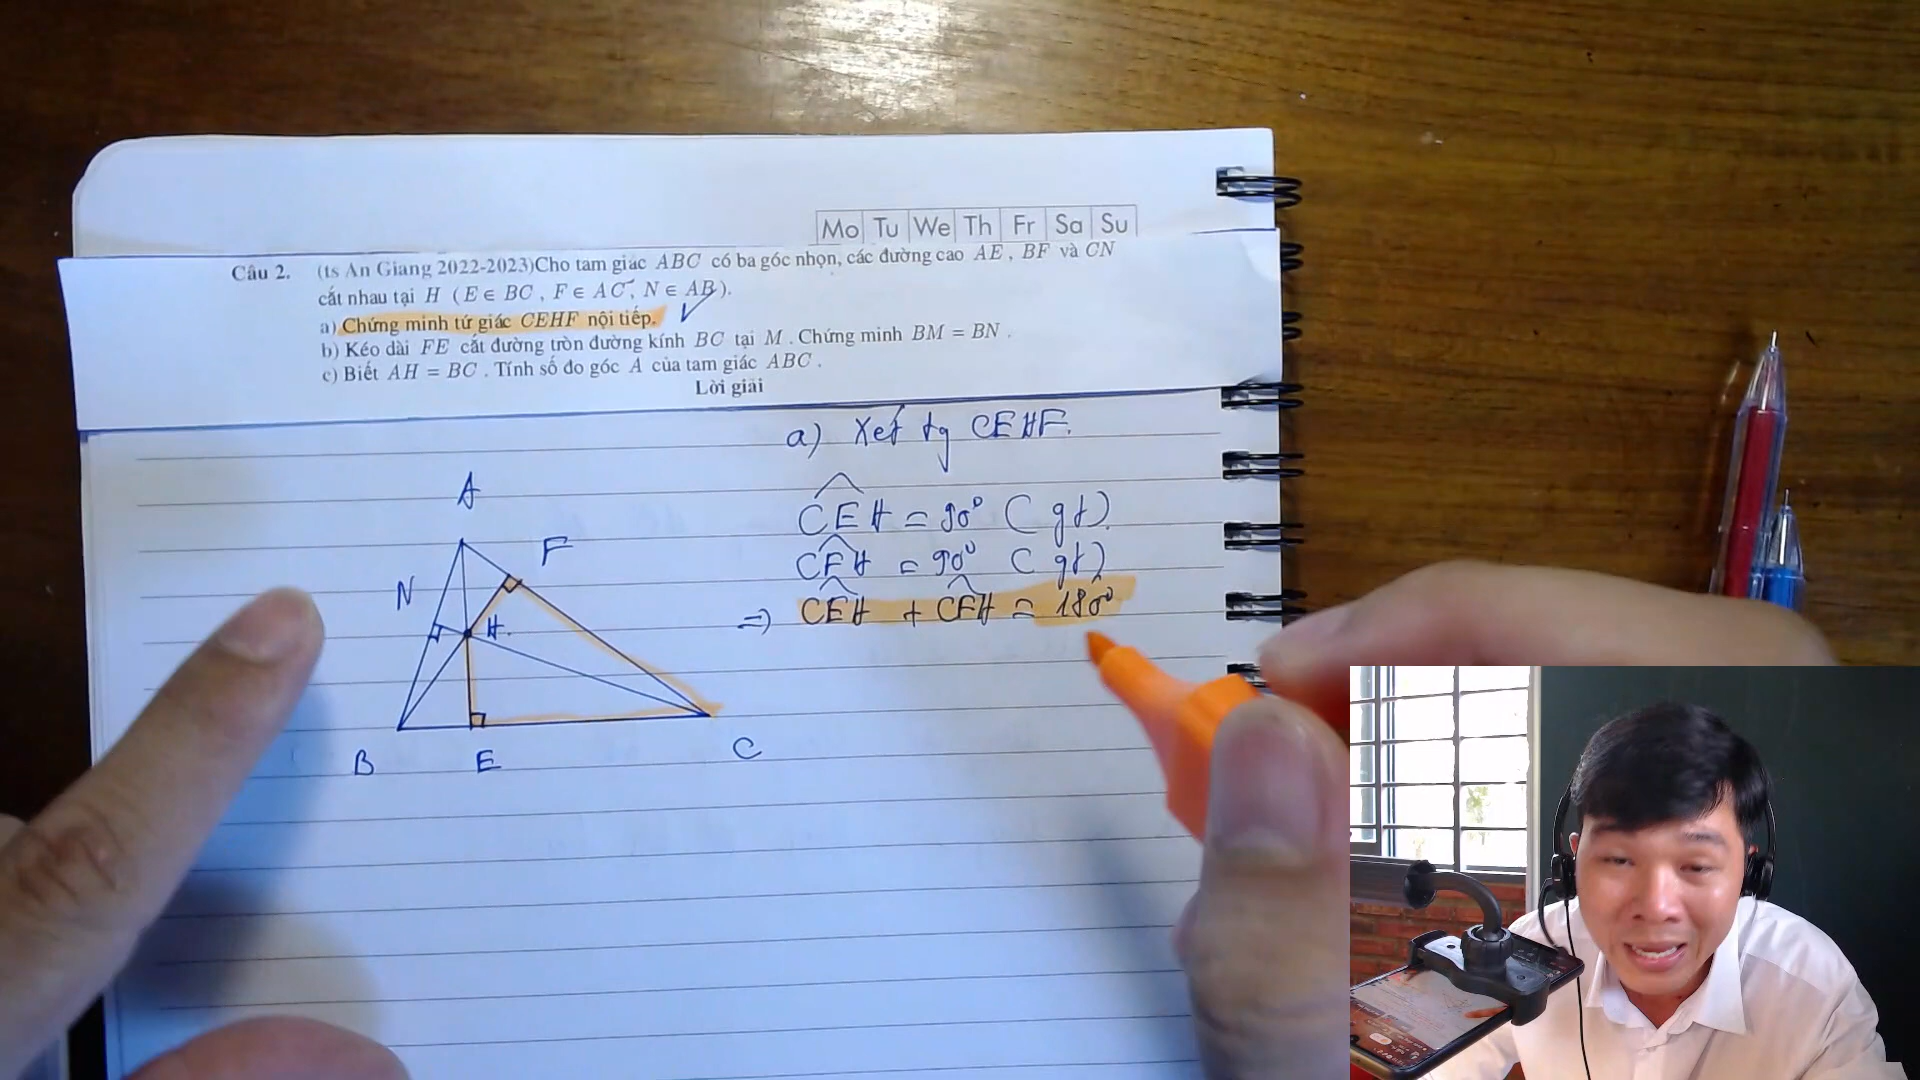 Mo Tu We Th Fr Sa Su
Câu 2. (ts An Giang 2022-2023)Cho tam giác ABC có ba góc nhọn, các đường cao AE , BF và CN
cắt nhau tại H ( E ∈ BC , F ∈ AC , N ∈ AB ).
a) Chứng minh tứ giác CEHF nội tiếp.
b) Kéo dài FE cắt đường tròn đường kính BC tại M . Chứng minh BM = BN .
c) Biết AH = BC . Tính số đo góc A của tam giác ABC .
Lời giải
a) Xét tg CEHF.
CEH = 90° ( gt ).
CFH = 90° ( gt )
=> CEH + CFH = 180°
A
F
N
H.
B E C